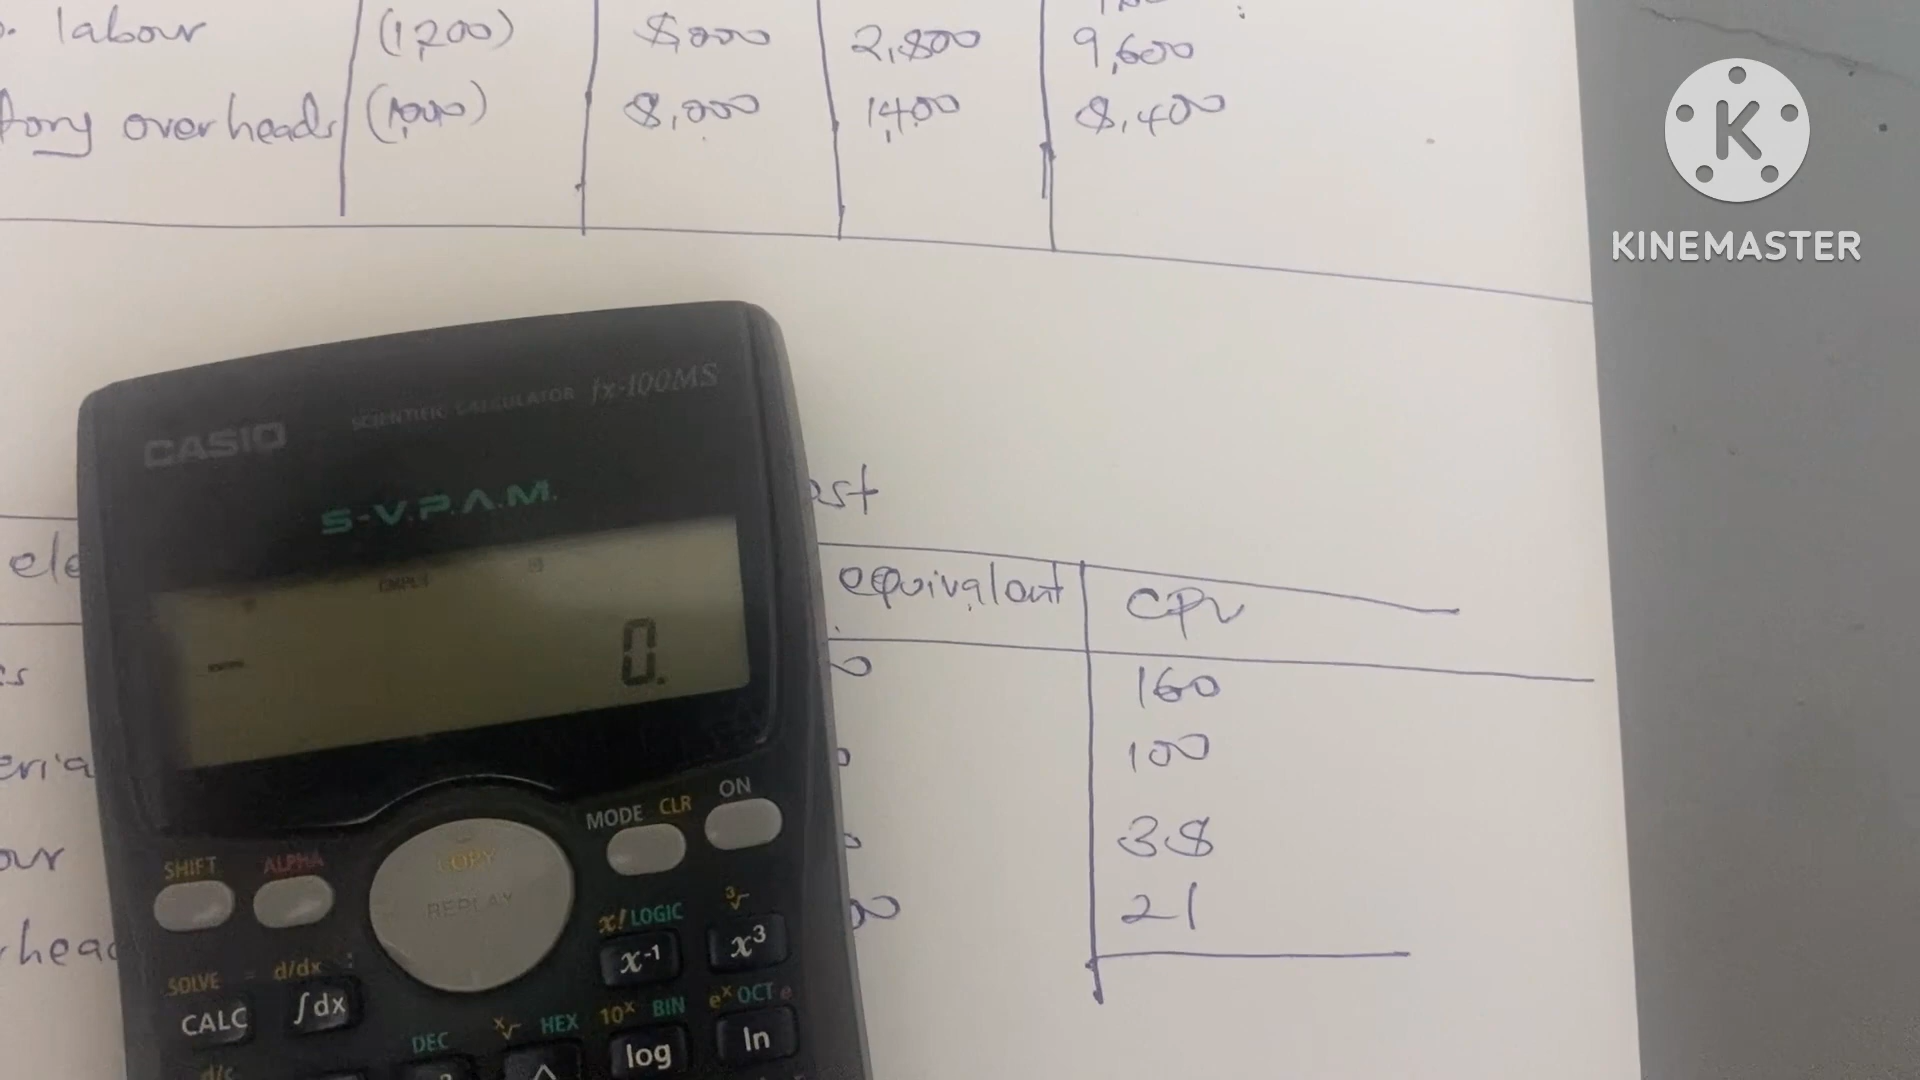 labour (1,200) 8,000 2,800 9,600
overheads (1,000) 8,000 1,400 8,400
KINEMASTER
CASIO SCIENTIFIC CALCULATOR fx-100MS
S-V.P.A.M.
equivalent CPU
0.
160
100
38
21
MODE CLR ON
SHIFT ALPHA
COPY
REPLAY
x! LOGIC
x⁻¹ x³
SOLVE = d/dx :
CALC ∫dx
DEC HEX 10ˣ BIN eˣ OCT e
log ln
d/c